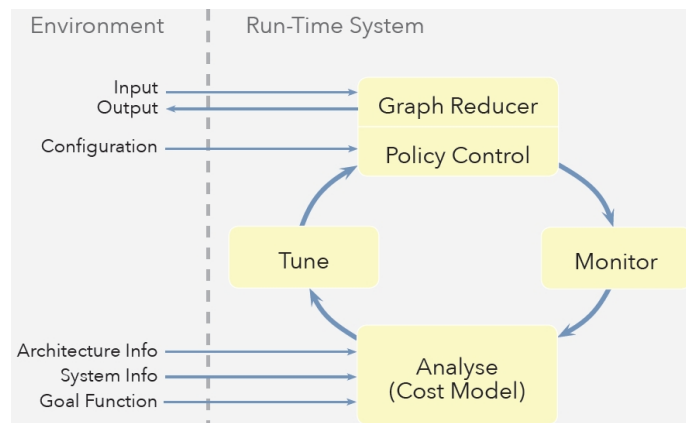 Environment
Run-Time System
Input
Output
Configuration
Graph Reducer
Policy Control
Tune
Monitor
Architecture Info
System Info
Goal Function
Analyse
(Cost Model)